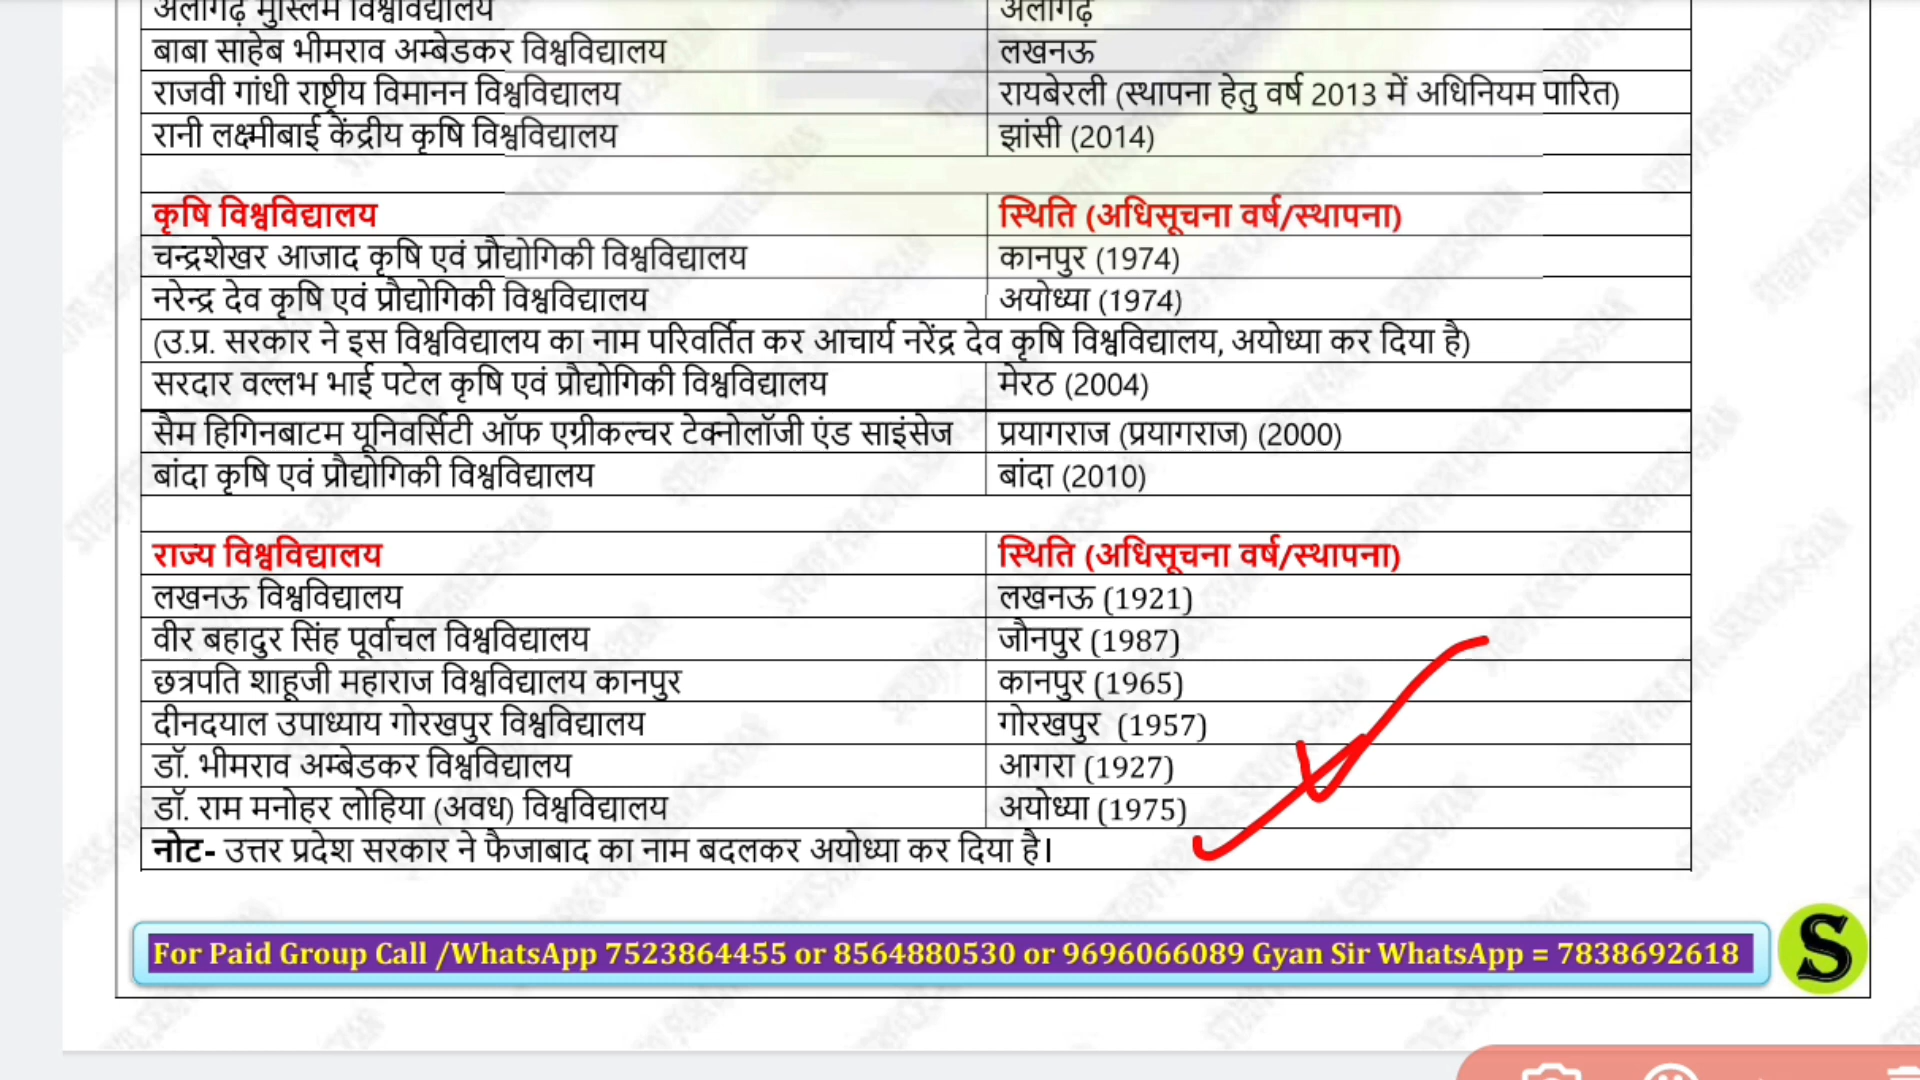 अलीगढ़ मुस्लिम विश्वविद्यालय अलीगढ़
बाबा साहेब भीमराव अम्बेडकर विश्वविद्यालय लखनऊ
राजवी गांधी राष्ट्रीय विमानन विश्वविद्यालय रायबेरली (स्थापना हेतु वर्ष 2013 में अधिनियम पारित)
रानी लक्ष्मीबाई केंद्रीय कृषि विश्वविद्यालय झांसी (2014)
कृषि विश्वविद्यालय स्थिति (अधिसूचना वर्ष/स्थापना)
चन्द्रशेखर आजाद कृषि एवं प्रौद्योगिकी विश्वविद्यालय कानपुर (1974)
नरेन्द्र देव कृषि एवं प्रौद्योगिकी विश्वविद्यालय अयोध्या (1974)
(उ.प्र. सरकार ने इस विश्वविद्यालय का नाम परिवर्तित कर आचार्य नरेंद्र देव कृषि विश्वविद्यालय, अयोध्या कर दिया है)
सरदार वल्लभ भाई पटेल कृषि एवं प्रौद्योगिकी विश्वविद्यालय मेरठ (2004)
सैम हिगिनबाटम यूनिवर्सिटी ऑफ एग्रीकल्चर टेक्नोलॉजी एंड साइंसेज प्रयागराज (प्रयागराज) (2000)
बांदा कृषि एवं प्रौद्योगिकी विश्वविद्यालय बांदा (2010)
राज्य विश्वविद्यालय स्थिति (अधिसूचना वर्ष/स्थापना)
लखनऊ विश्वविद्यालय लखनऊ (1921)
वीर बहादुर सिंह पूर्वाचल विश्वविद्यालय जौनपुर (1987)
छत्रपति शाहूजी महाराज विश्वविद्यालय कानपुर कानपुर (1965)
दीनदयाल उपाध्याय गोरखपुर विश्वविद्यालय गोरखपुर (1957)
डॉ. भीमराव अम्बेडकर विश्वविद्यालय आगरा (1927)
डॉ. राम मनोहर लोहिया (अवध) विश्वविद्यालय अयोध्या (1975)
नोट- उत्तर प्रदेश सरकार ने फैजाबाद का नाम बदलकर अयोध्या कर दिया है।
For Paid Group Call /WhatsApp 7523864455 or 8564880530 or 9696066089 Gyan Sir WhatsApp = 7838692618
S